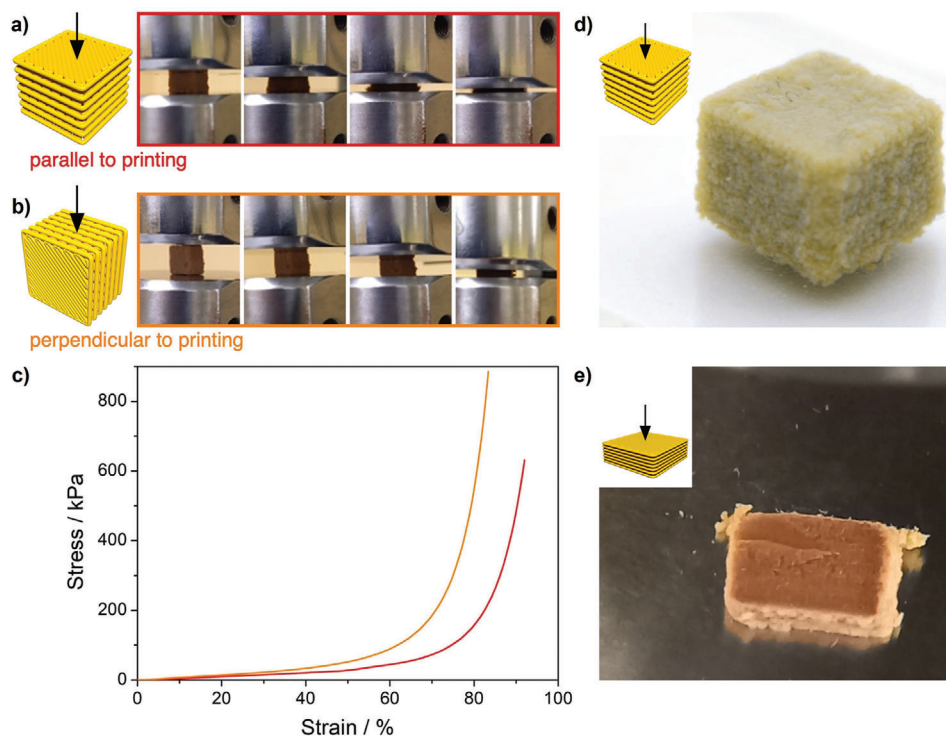 a)
parallel to printing
b)
perpendicular to printing
c)
800
600
400
200
0
Stress / kPa
0
20
40
60
80
100
Strain / %
d)
e)